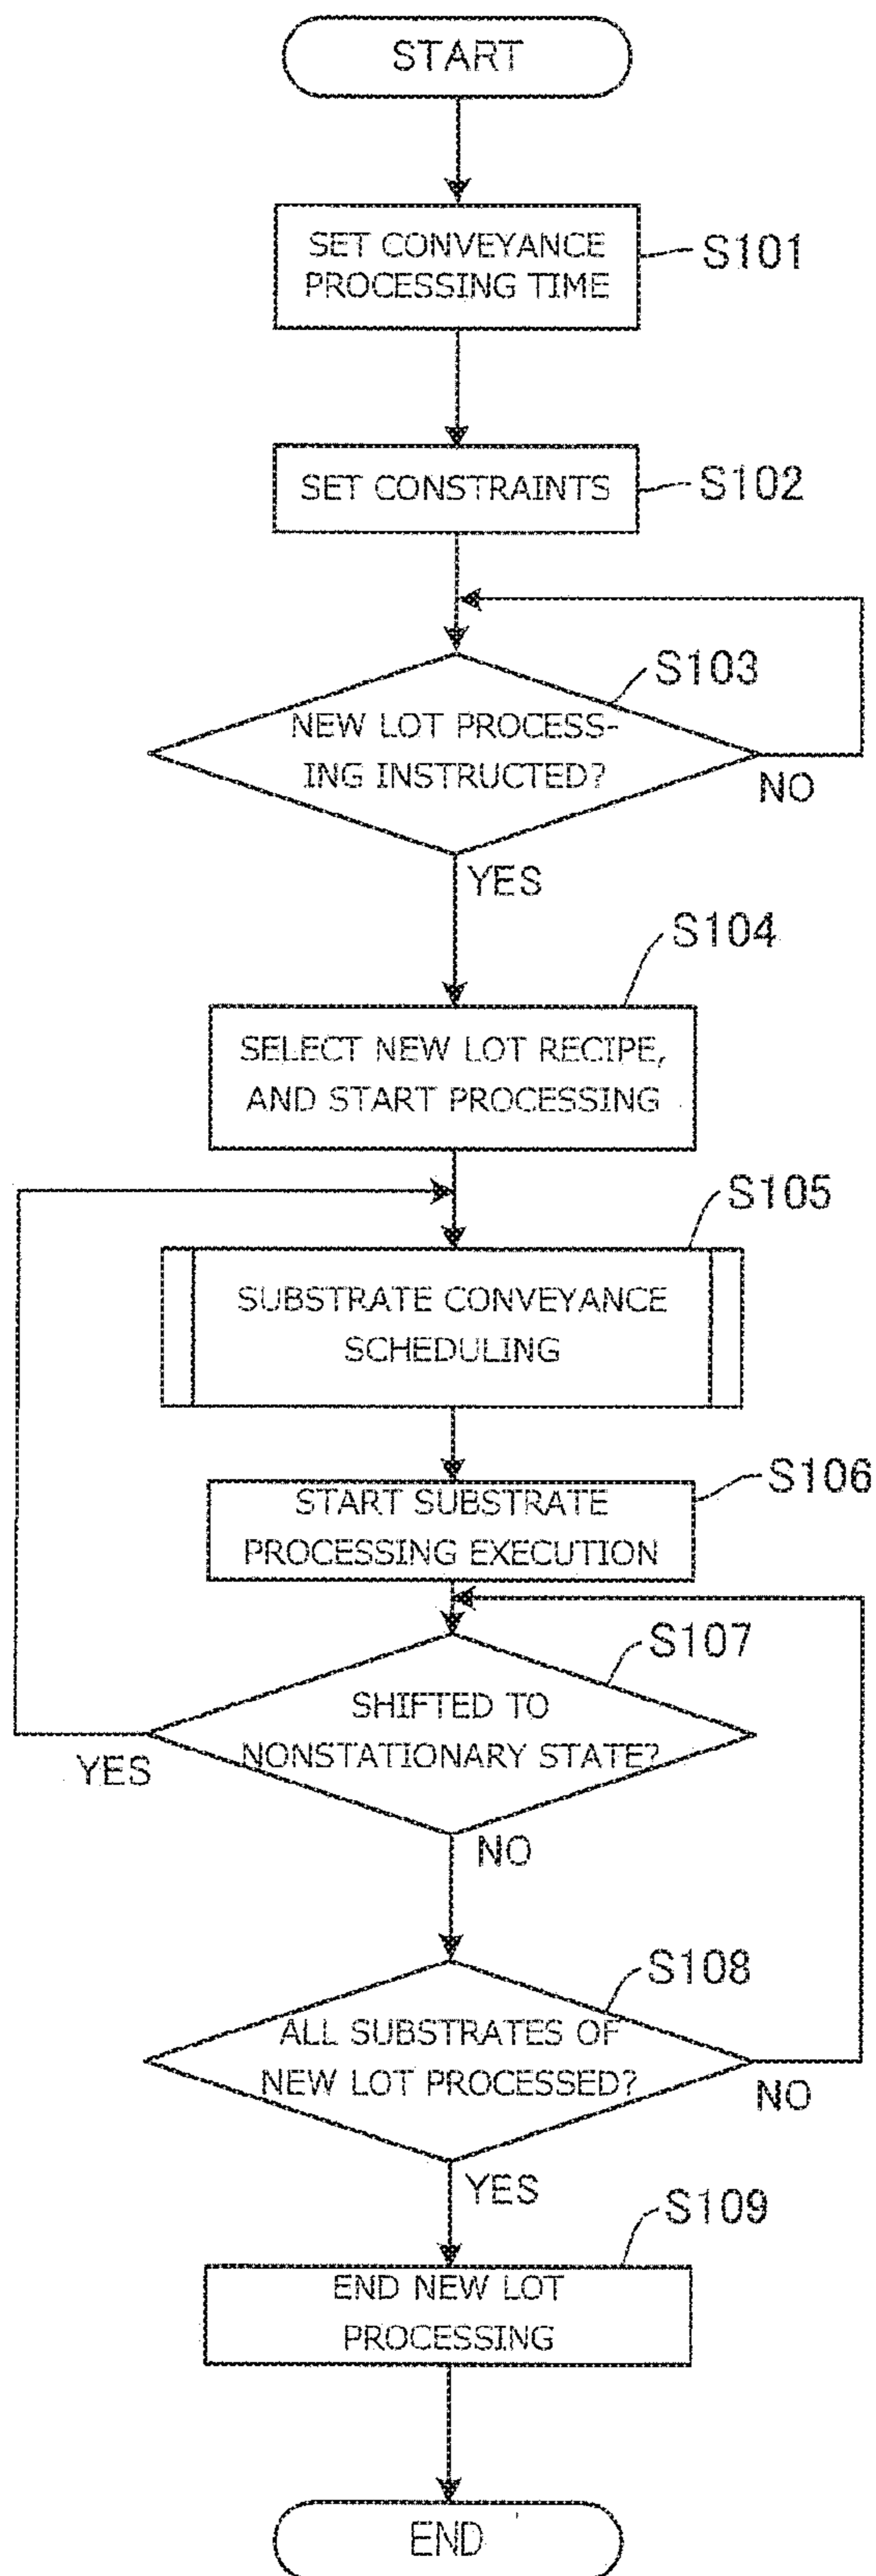 START
SET CONVEYANCE
PROCESSING TIME
S101
SET CONSTRAINTS
S102
S103
NEW LOT PROCESS-
ING INSTRUCTED?
NO
YES
S104
SELECT NEW LOT RECIPE,
AND START PROCESSING
S105
SUBSTRATE CONVEYANCE
SCHEDULING
S106
START SUBSTRATE
PROCESSING EXECUTION
S107
SHIFTED TO
NONSTATIONARY STATE?
YES
NO
S108
ALL SUBSTRATES OF
NEW LOT PROCESSED?
NO
YES
S109
END NEW LOT
PROCESSING
END